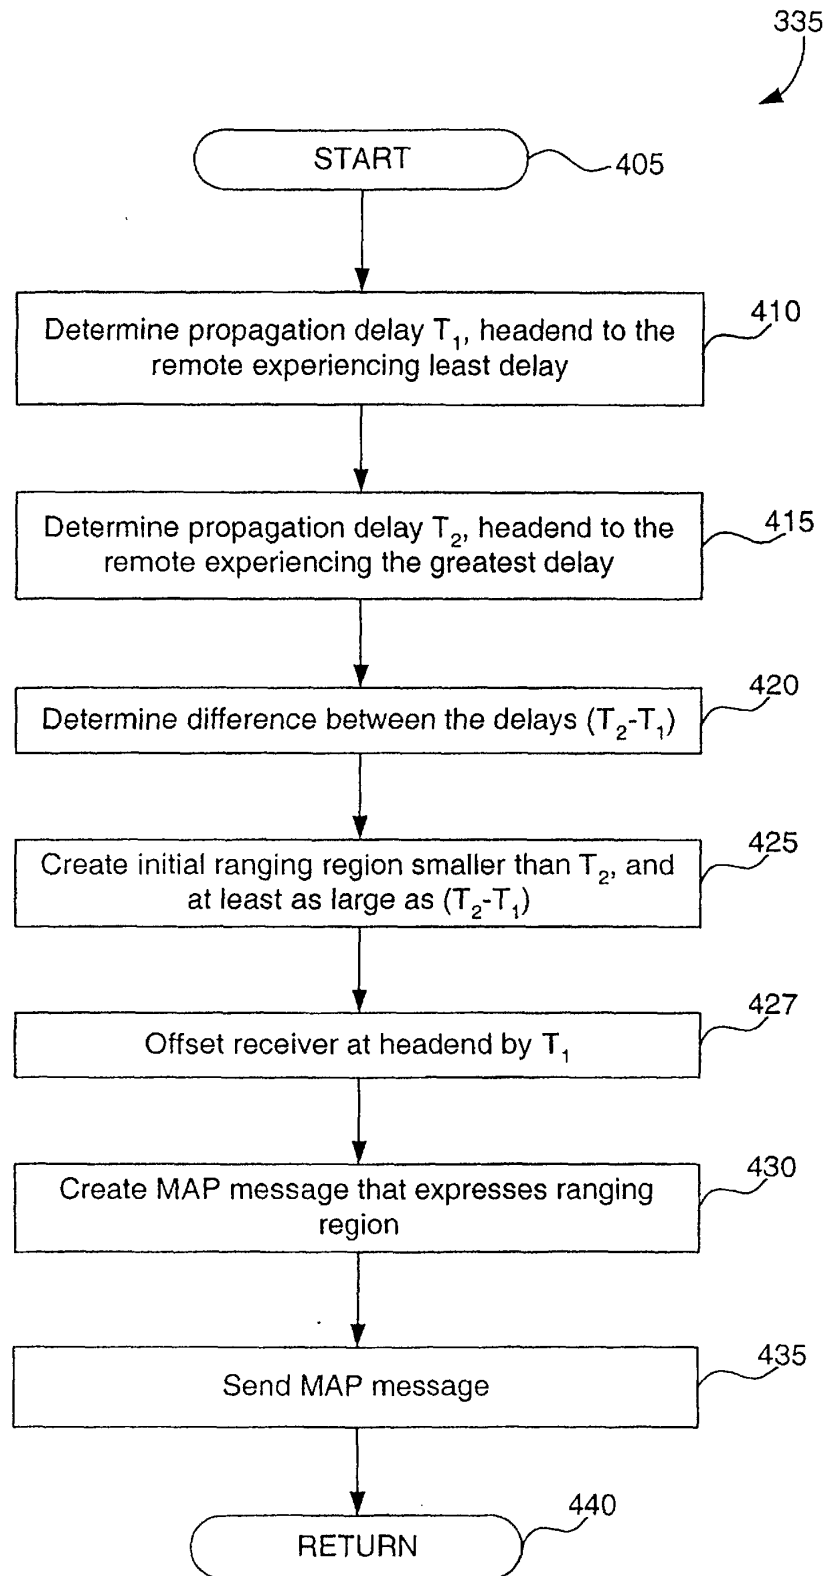 335
START
405
Determine propagation delay T₁, headend to the
remote experiencing least delay
410
Determine propagation delay T₂, headend to the
remote experiencing the greatest delay
415
Determine difference between the delays (T₂-T₁)
420
Create initial ranging region smaller than T₂, and
at least as large as (T₂-T₁)
425
Offset receiver at headend by T₁
427
Create MAP message that expresses ranging
region
430
Send MAP message
435
RETURN
440